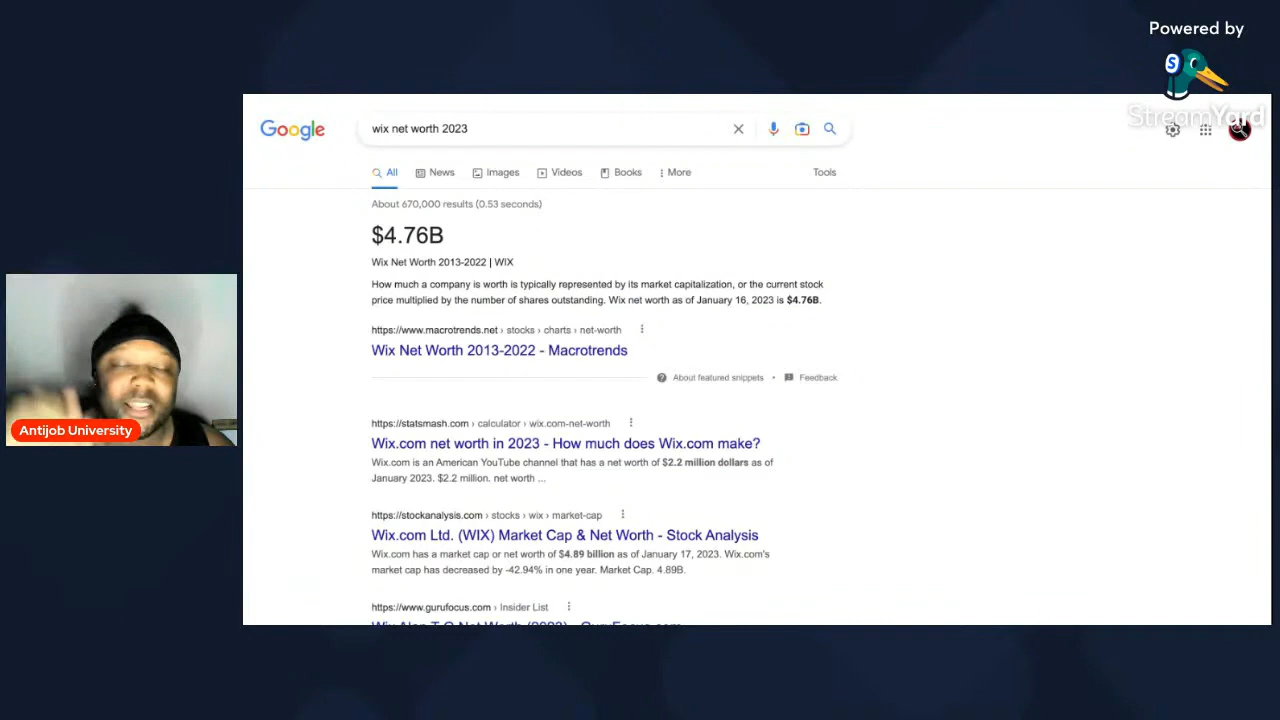 Powered by
S
StreamYard
Google
wix net worth 2023
All
News
Images
Videos
Books
More
Tools
About 670,000 results (0.53 seconds)
$4.76B
Wix Net Worth 2013-2022 | WIX
How much a company is worth is typically represented by its market capitalization, or the current stock
price multiplied by the number of shares outstanding. Wix net worth as of January 16, 2023 is $4.76B.
https://www.macrotrends.net › stocks › charts › net-worth
Wix Net Worth 2013-2022 - Macrotrends
About featured snippets • Feedback
https://statsmash.com › calculator › wix.com-net-worth
Wix.com net worth in 2023 - How much does Wix.com make?
Wix.com is an American YouTube channel that has a net worth of $2.2 million dollars as of
January 2023. $2.2 million. net worth ...
https://stockanalysis.com › stocks › wix › market-cap
Wix.com Ltd. (WIX) Market Cap & Net Worth - Stock Analysis
Wix.com has a market cap or net worth of $4.89 billion as of January 17, 2023. Wix.com's
market cap has decreased by -42.94% in one year. Market Cap. 4.89B.
https://www.gurufocus.com › Insider List
Antijob University